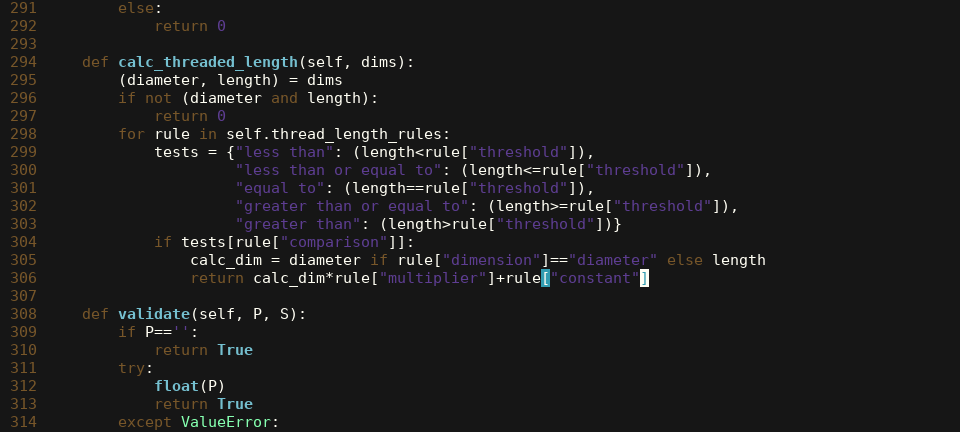 291         else:
292             return 0
293
294     def calc_threaded_length(self, dims):
295         (diameter, length) = dims
296         if not (diameter and length):
297             return 0
298         for rule in self.thread_length_rules:
299             tests = {"less than": (length<rule["threshold"]),
300                      "less than or equal to": (length<=rule["threshold"]),
301                      "equal to": (length==rule["threshold"]),
302                      "greater than or equal to": (length>=rule["threshold"]),
303                      "greater than": (length>rule["threshold"])}
304             if tests[rule["comparison"]]:
305                 calc_dim = diameter if rule["dimension"]=="diameter" else length
306                 return calc_dim*rule["multiplier"]+rule["constant"]
307
308     def validate(self, P, S):
309         if P=='':
310             return True
311         try:
312             float(P)
313             return True
314         except ValueError: